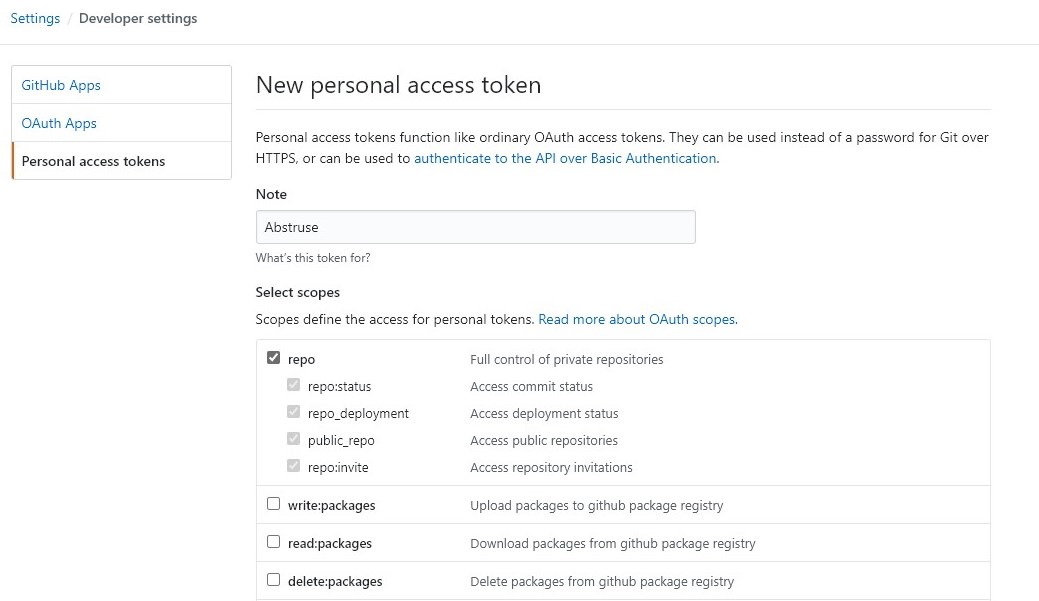 Settings / Developer settings
GitHub Apps
OAuth Apps
Personal access tokens
New personal access token
Personal access tokens function like ordinary OAuth access tokens. They can be used instead of a password for Git over
HTTPS, or can be used to authenticate to the API over Basic Authentication.
Note
Abstruse
What's this token for?
Select scopes
Scopes define the access for personal tokens. Read more about OAuth scopes.
repo Full control of private repositories
repo:status Access commit status
repo_deployment Access deployment status
public_repo Access public repositories
repo:invite Access repository invitations
write:packages Upload packages to github package registry
read:packages Download packages from github package registry
delete:packages Delete packages from github package registry